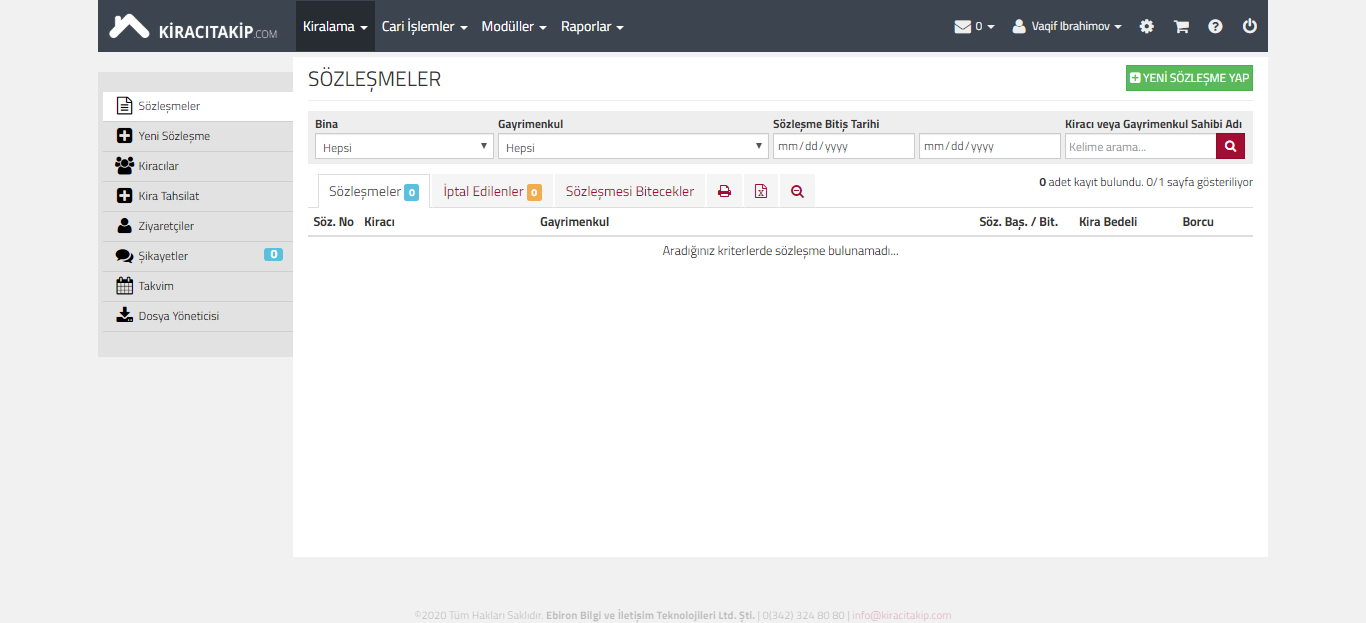 KİRACITAKİP.COM Kiralama Cari İşlemler Modüller Raporlar 0 Vaqif Ibrahimov
SÖZLEŞMELER
YENİ SÖZLEŞME YAP
Sözleşmeler
Yeni Sözleşme
Kiracılar
Kira Tahsilat
Ziyaretçiler
Şikayetler 0
Takvim
Dosya Yöneticisi
Bina Gayrimenkul Sözleşme Bitiş Tarihi Kiracı veya Gayrimenkul Sahibi Adı
Hepsi Hepsi mm/dd/yyyy mm/dd/yyyy Kelime arama...
Sözleşmeler 0 İptal Edilenler 0 Sözleşmesi Bitecekler
0 adet kayıt bulundu. 0/1 sayfa gösteriliyor
Söz. No Kiracı Gayrimenkul Söz. Baş. / Bit. Kira Bedeli Borcu
Aradığınız kriterlerde sözleşme bulunamadı...
©2020 Tüm Hakları Saklıdır. Ebiron Bilgi ve İletişim Teknolojileri Ltd. Şti. | 0(342) 324 80 80 | info@kiracitakip.com